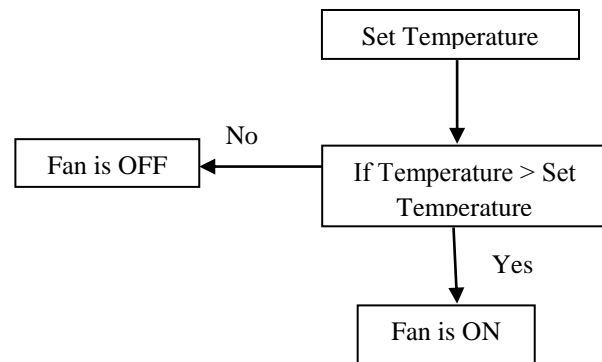 Set Temperature
No
Fan is OFF
If Temperature > Set
Temperature
Yes
Fan is ON